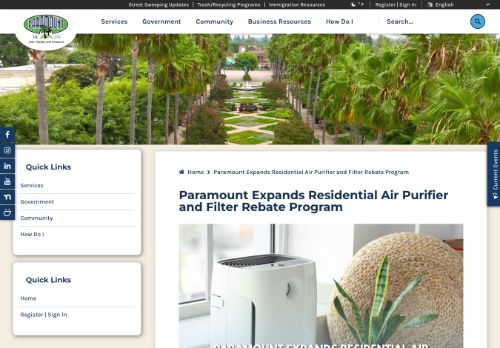 Street Sweeping Updates | Trash/Recycling Programs | Immigration Resources
° F
Register | Sign In
English
PARAMOUNT
Services
Government
Community
Business Resources
How Do I
Search...
Current Events
Quick Links
Services
Government
Community
How Do I
Quick Links
Home
Register | Sign In
Home > Paramount Expands Residential Air Purifier and Filter Rebate Program
Paramount Expands Residential Air Purifier
and Filter Rebate Program
PARAMOUNT EXPANDS RESIDENTIAL AIR